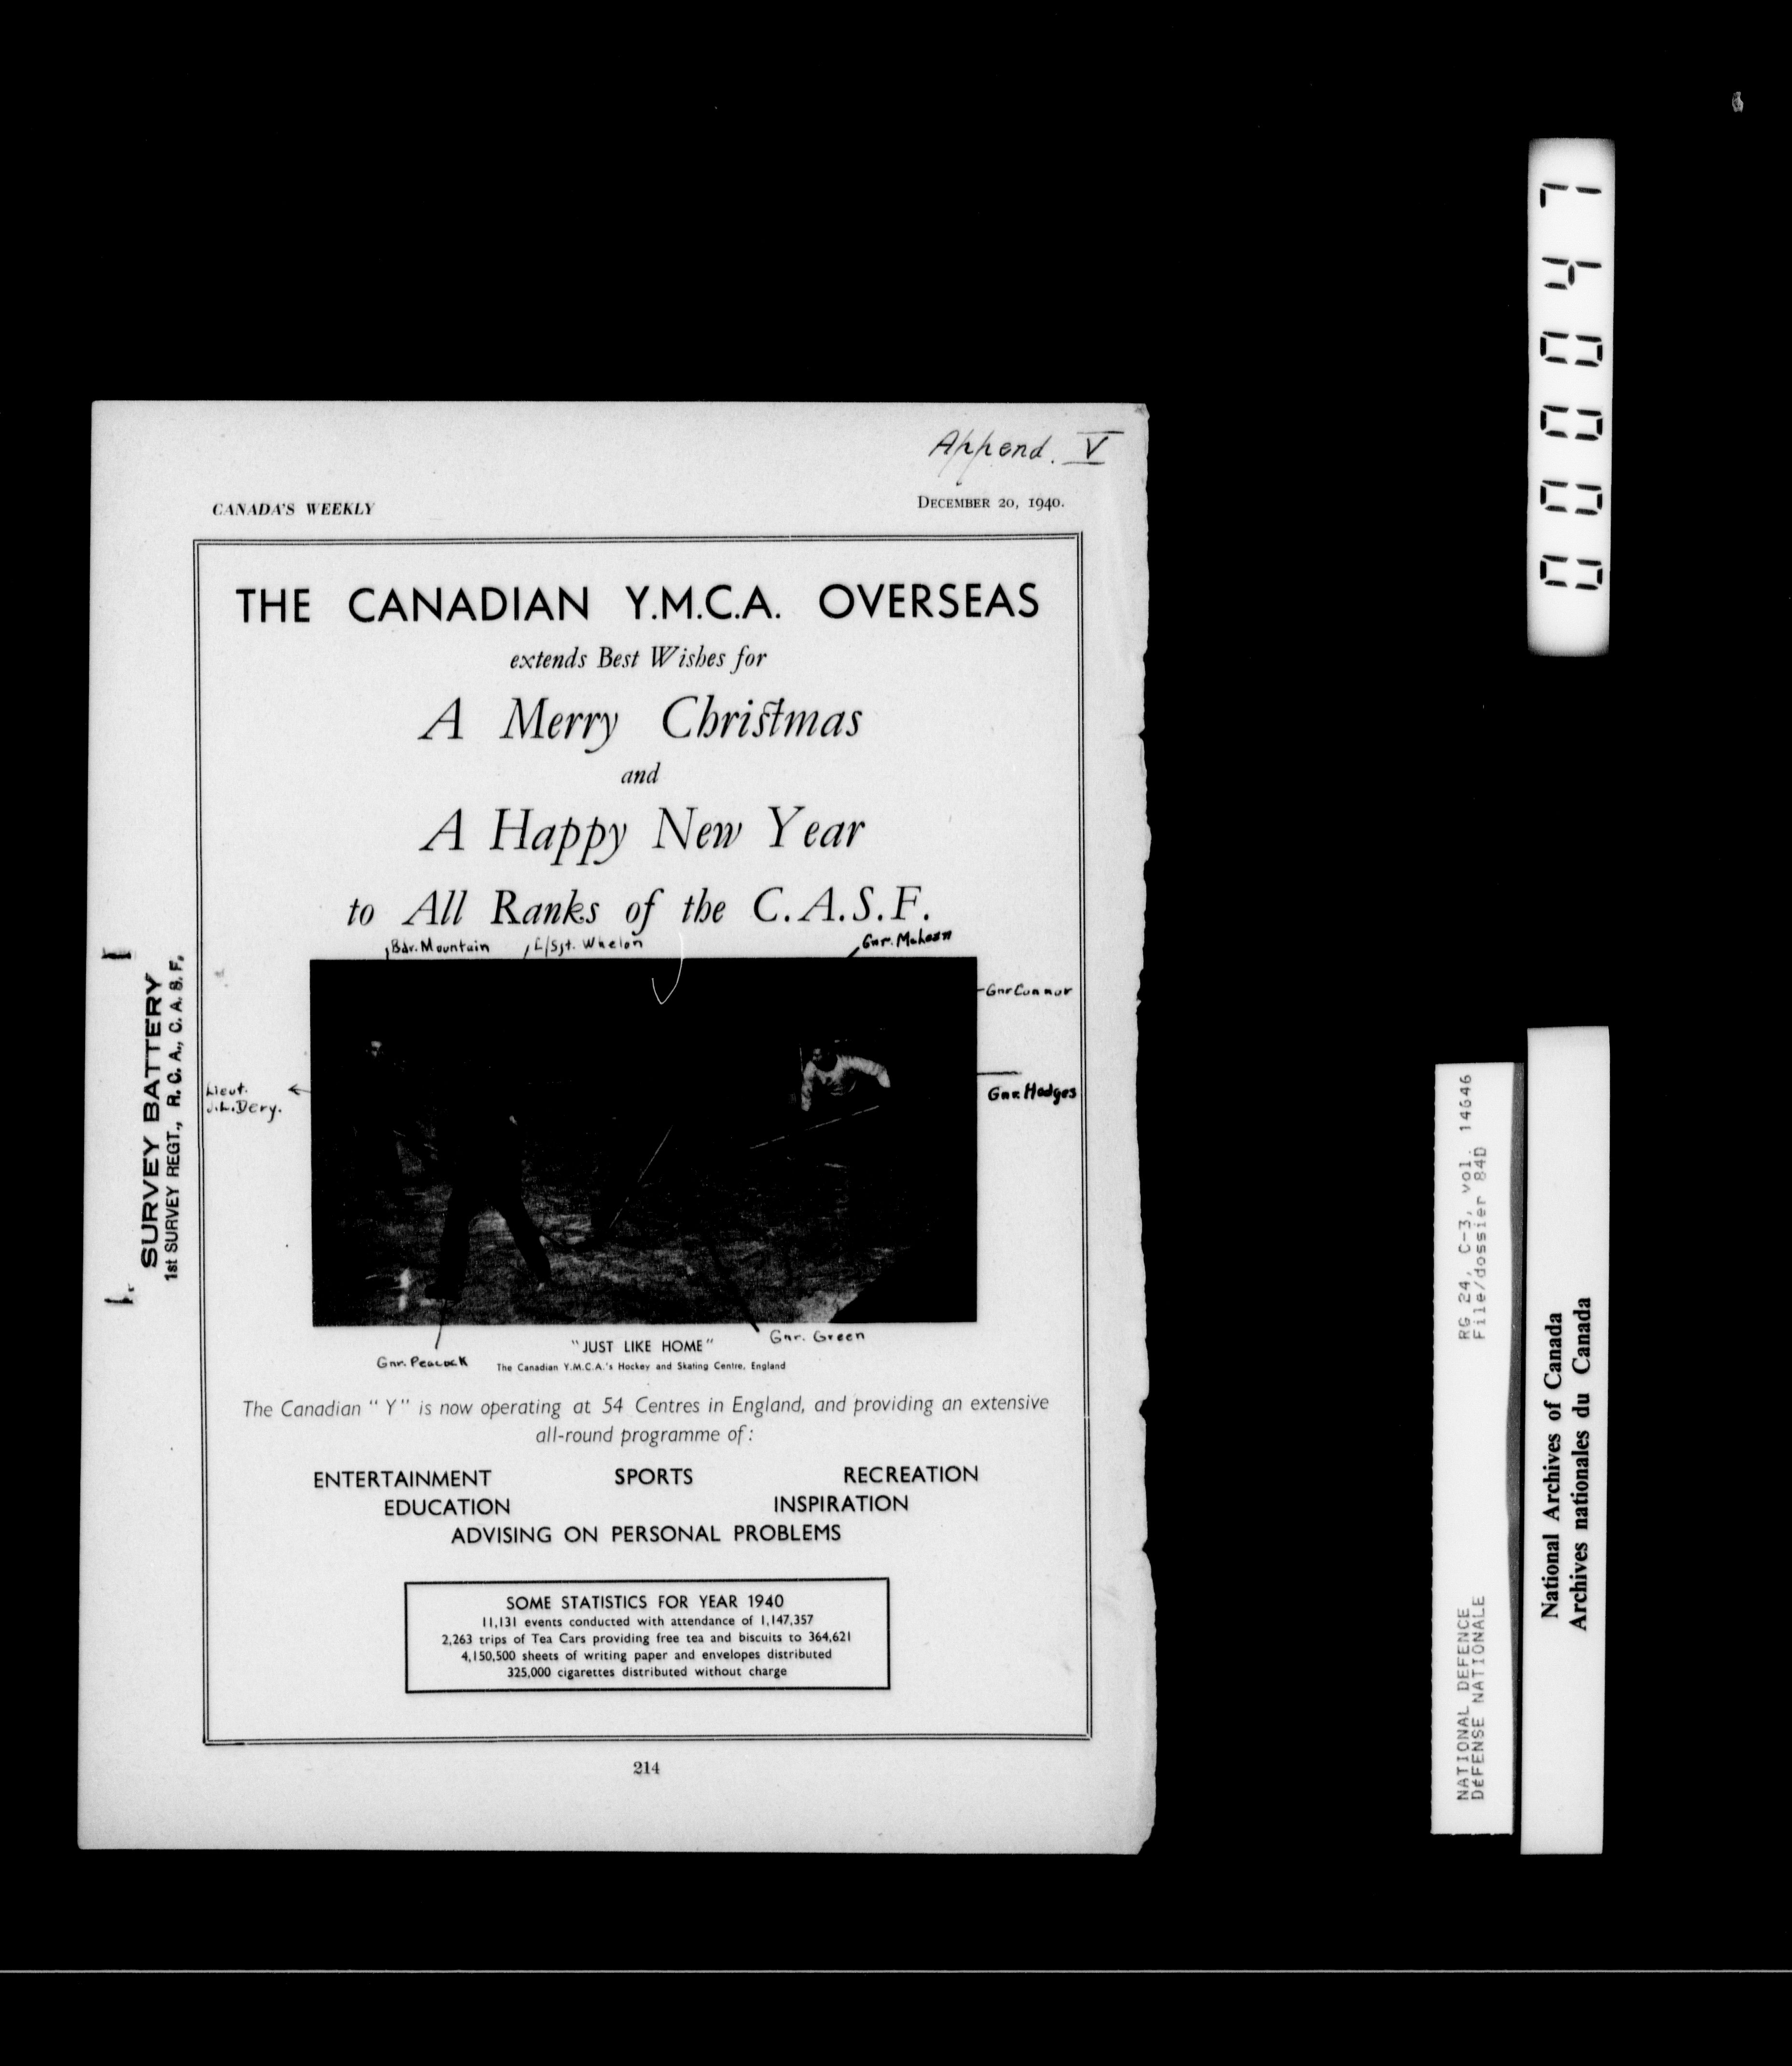 Append. V
CANADA'S WEEKLY
DECEMBER 20, 1940.
THE CANADIAN Y.M.C.A. OVERSEAS
extends Best Wishes for
A Merry Christmas
and
A Happy New Year
to All Ranks of the C.A.S.F.
Bdr. Mountain
L/Sgt. Whelan
Gnr.
Gnr Connor
Lieut.
J.L. Dery.
Gnr. Hodges
Gnr. Peacock
Gnr. Green
"JUST LIKE HOME"
The Canadian Y.M.C.A.'s Hockey and Skating Centre, England
The Canadian "Y" is now operating at 54 Centres in England, and providing an extensive
all-round programme of:
ENTERTAINMENT SPORTS RECREATION
EDUCATION INSPIRATION
ADVISING ON PERSONAL PROBLEMS
SOME STATISTICS FOR YEAR 1940
11,131 events conducted with attendance of 1,147,357
2,263 trips of Tea Cars providing free tea and biscuits to 364,621
4,150,500 sheets of writing paper and envelopes distributed
325,000 cigarettes distributed without charge
214
SURVEY BATTERY
1st SURVEY REGT., R. C. A., C. A. S. F.
000047
RG 24, C-3, vol. 14646
File/dossier 84D
NATIONAL DEFENCE
DÉFENSE NATIONALE
National Archives of Canada
Archives nationales du Canada